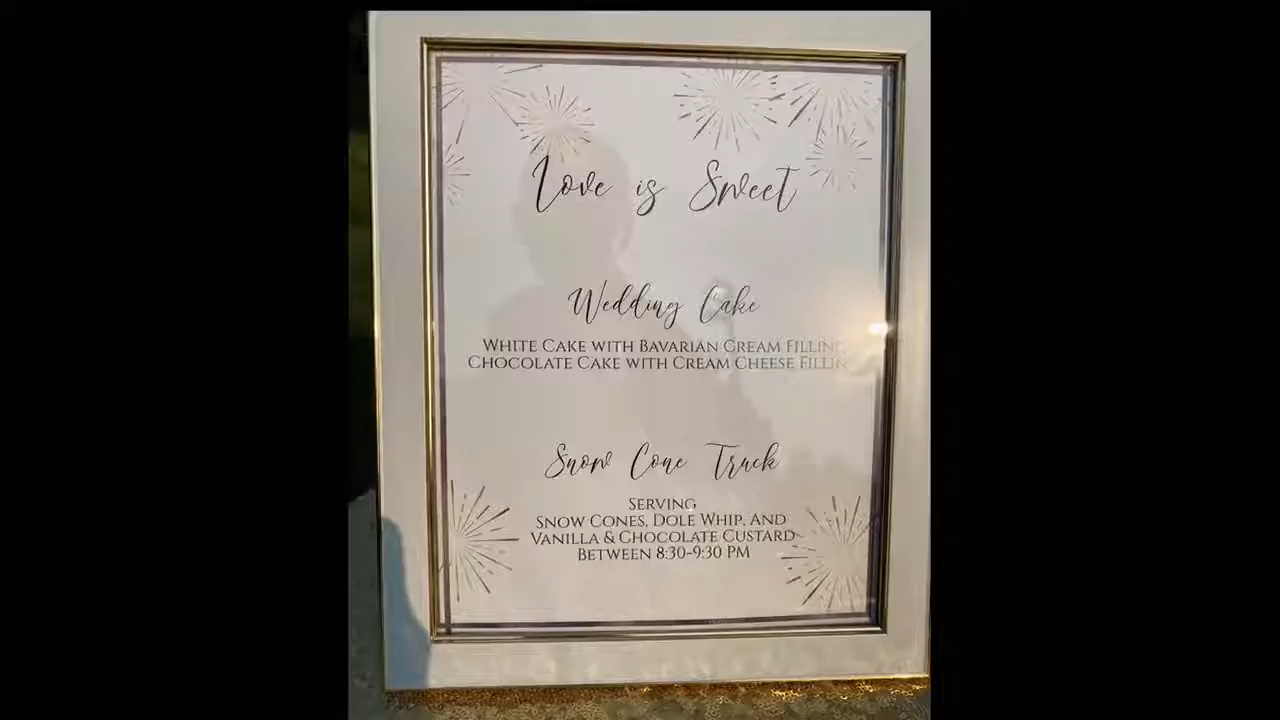 Love is Sweet
Wedding Cake
WHITE CAKE WITH BAVARIAN CREAM FILLING
CHOCOLATE CAKE WITH CREAM CHEESE FILLIN
Snow Cone Truck
SERVING
SNOW CONES, DOLE WHIP, AND
VANILLA & CHOCOLATE CUSTARD
BETWEEN 8:30-9:30 PM